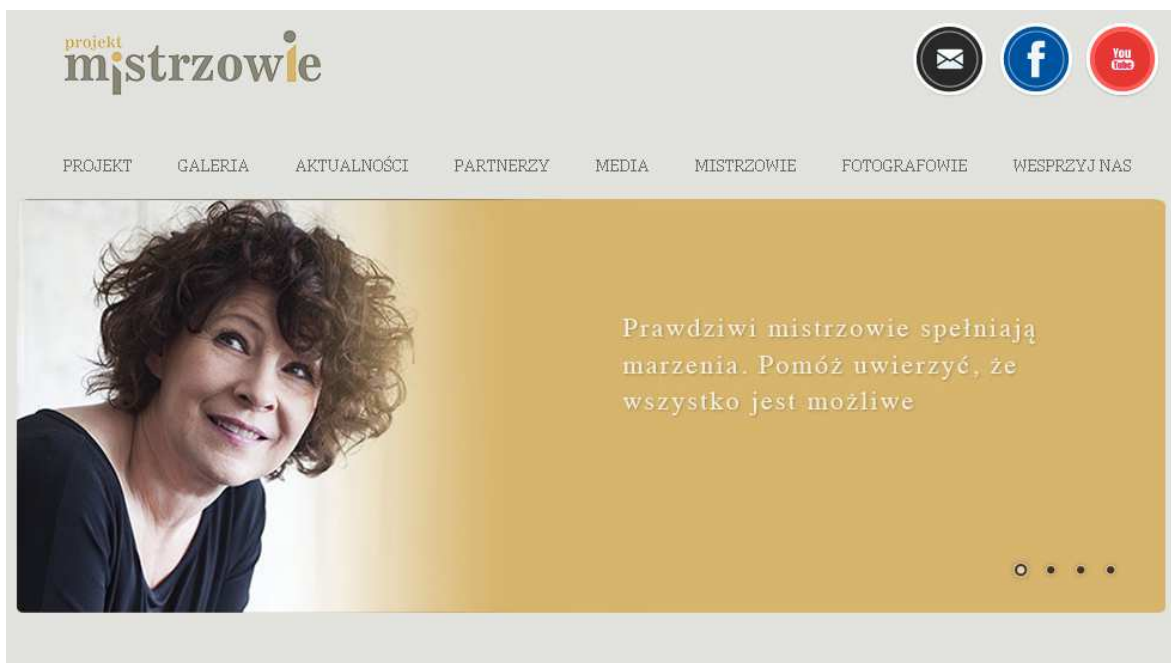 projekt
mistrzowie
You
Tube
PROJEKT GALERIA AKTUALNOŚCI PARTNERZY MEDIA MISTRZOWIE FOTOGRAFOWIE WESPRZYJ NAS
Prawdziwi mistrzowie spełniają
marzenia. Pomóż uwierzyć, że
wszystko jest możliwe